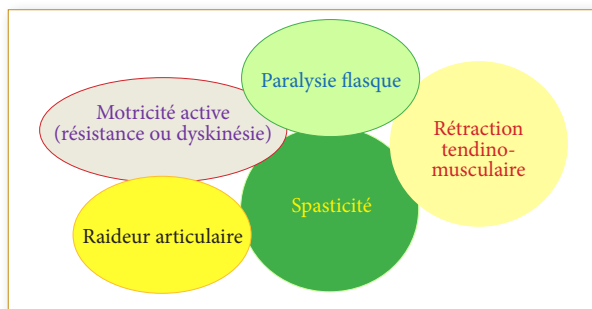 Paralysie flasque
Motricité active
(résistance ou dyskinésie)
Rétraction
tendino-
musculaire
Spasticité
Raideur articulaire